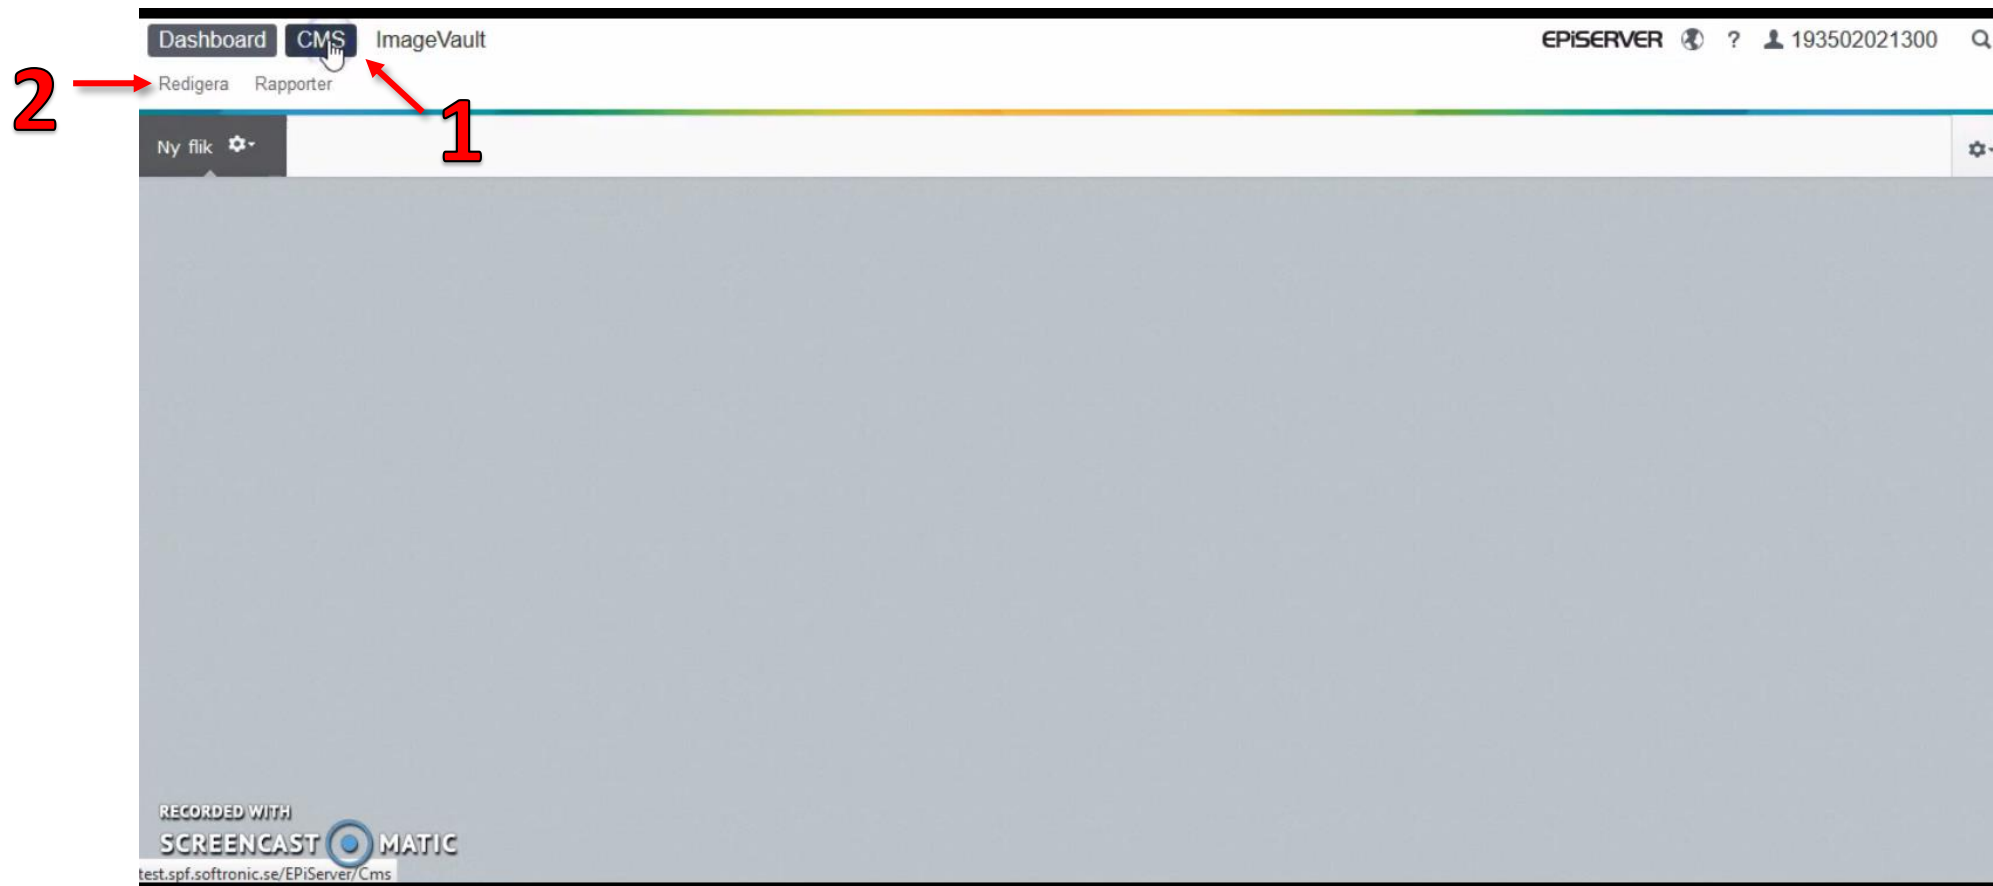 Dashboard CMS ImageVault EPiSERVER ? 193502021300
2 Redigera Rapporter
1
Ny flik
RECORDED WITH
SCREENCAST MATIC
test.spf.softronic.se/EPiServer/Cms